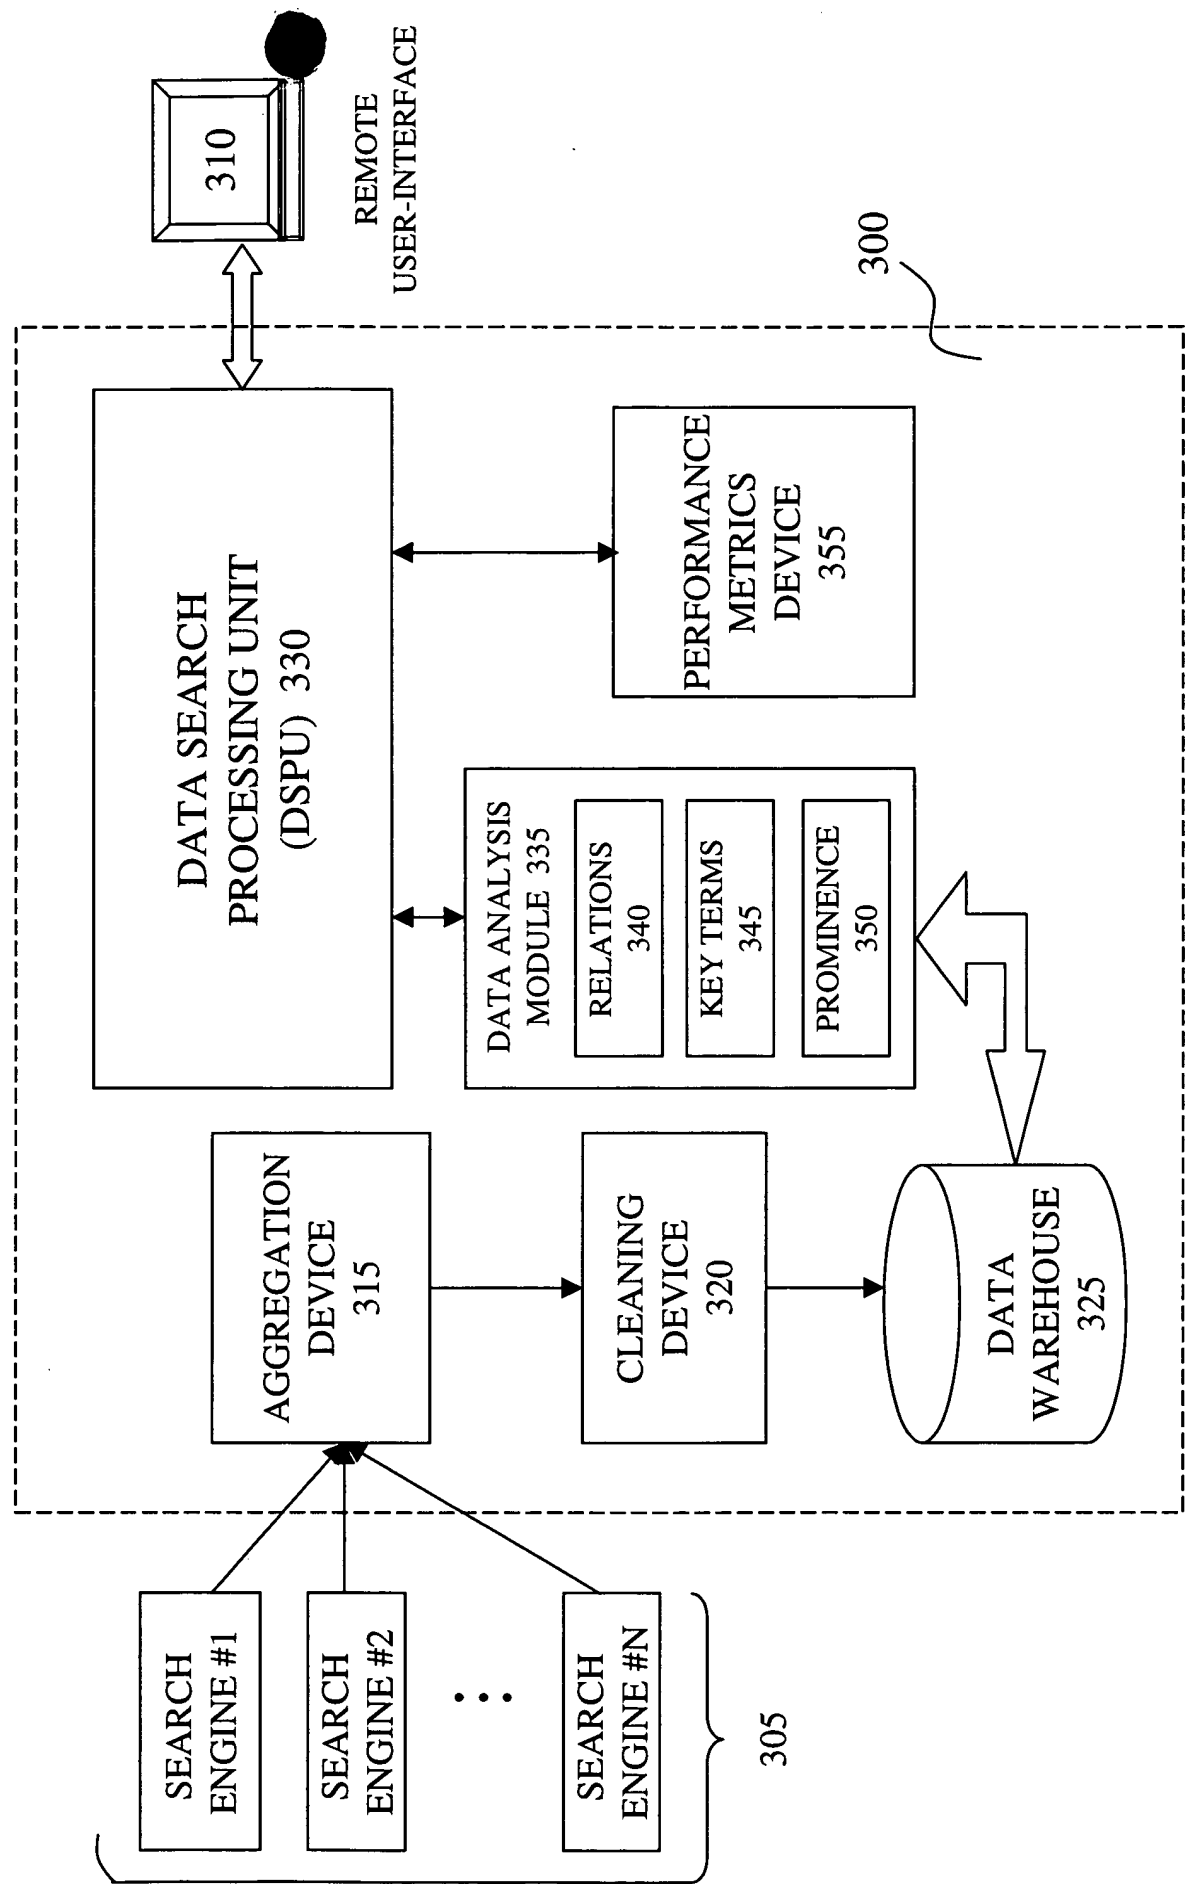 SEARCH
ENGINE #1
SEARCH
ENGINE #2
• • •
SEARCH
ENGINE #N
305
AGGREGATION
DEVICE
315
CLEANING
DEVICE
320
DATA
WAREHOUSE
325
DATA SEARCH
PROCESSING UNIT
(DSPU) 330
DATA ANALYSIS
MODULE 335
RELATIONS
340
KEY TERMS
345
PROMINENCE
350
PERFORMANCE
METRICS
DEVICE
355
310
REMOTE
USER-INTERFACE
300